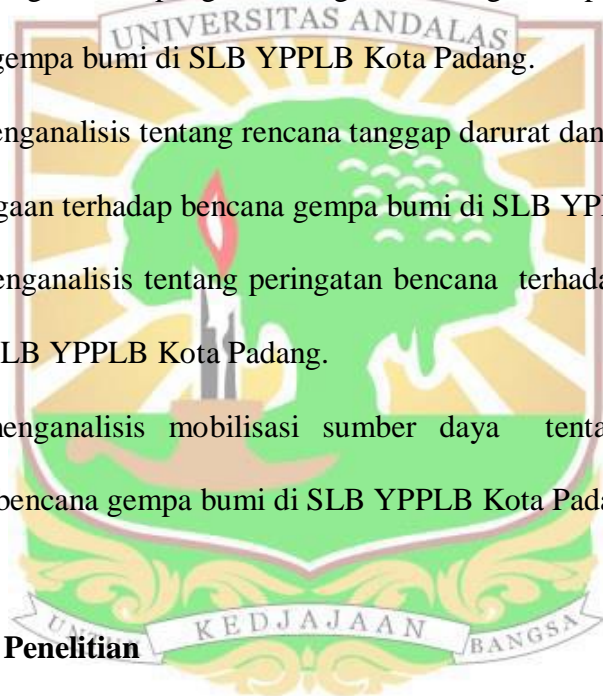 UNIVERSITAS ANDALAS
gempa bumi di SLB YPPLB Kota Padang.
enganalisis tentang rencana tanggap darurat dan
gaan terhadap bencana gempa bumi di SLB YPI
enganalisis tentang peringatan bencana terhada
LB YPPLB Kota Padang.
nenganalisis mobilisasi sumber daya tenta
bencana gempa bumi di SLB YPPLB Kota Pada
KEDJAJAAN BANGSA
Penelitian